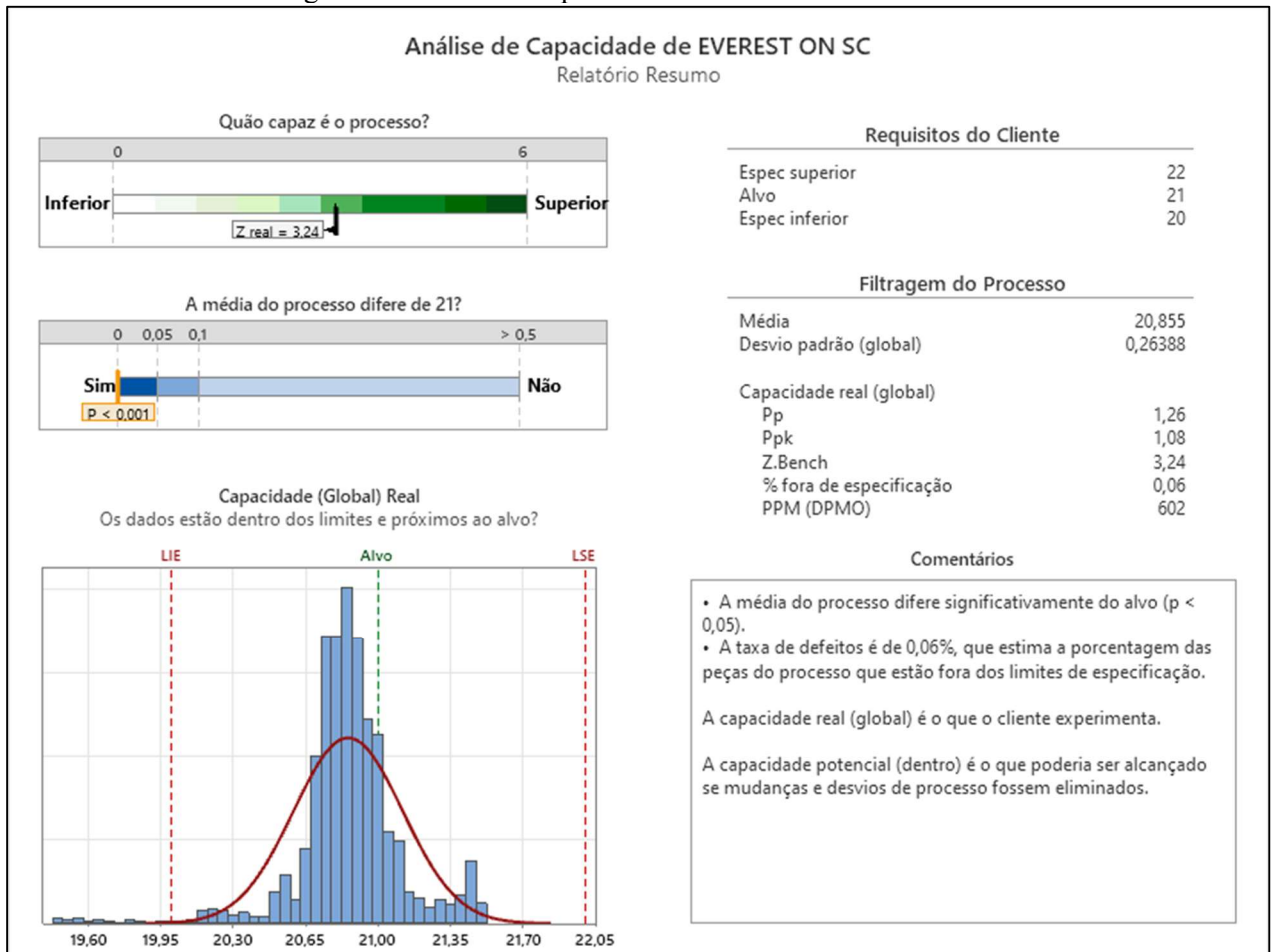 Análise de Capacidade de EVEREST ON SC
Relatório Resumo
Quão capaz é o processo?
0 6
Inferior Superior
Z real = 3,24
A média do processo difere de 21?
0 0,05 0,1 > 0,5
Sim Não
P < 0,001
Capacidade (Global) Real
Os dados estão dentro dos limites e próximos ao alvo?
LIE Alvo LSE
19,60 19,95 20,30 20,65 21,00 21,35 21,70 22,05
Requisitos do Cliente
Espec superior 22
Alvo 21
Espec inferior 20
Filtragem do Processo
Média 20,855
Desvio padrão (global) 0,26388
Capacidade real (global)
Pp 1,26
Ppk 1,08
Z.Bench 3,24
% fora de especificação 0,06
PPM (DPMO) 602
Comentários
• A média do processo difere significativamente do alvo (p <
0,05).
• A taxa de defeitos é de 0,06%, que estima a porcentagem das
peças do processo que estão fora dos limites de especificação.
A capacidade real (global) é o que o cliente experimenta.
A capacidade potencial (dentro) é o que poderia ser alcançado
se mudanças e desvios de processo fossem eliminados.